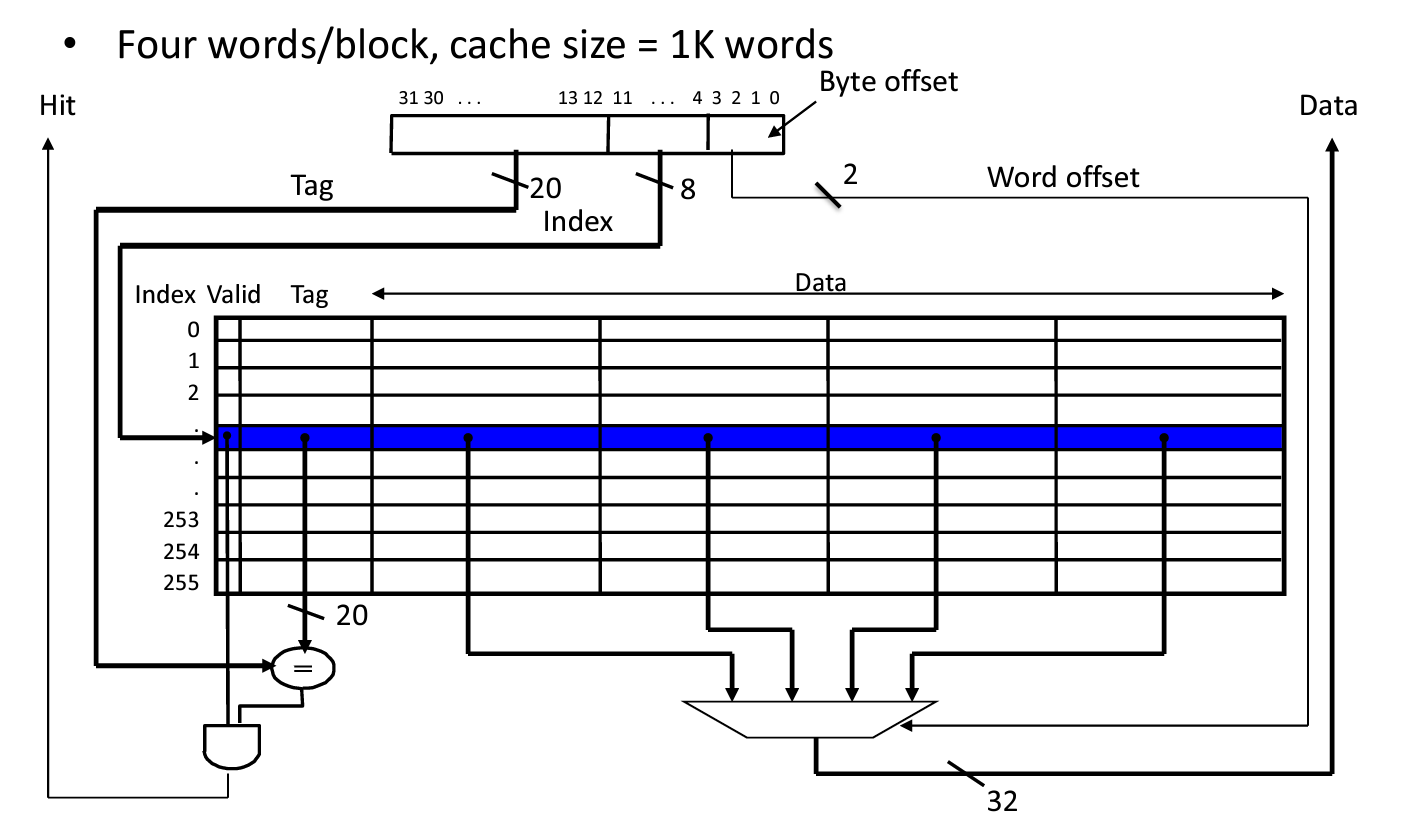 • Four words/block, cache size = 1K words
Byte offset
Hit
31 30 . . . 13 12 11 . . . 4 3 2 1 0
Data
Tag
20
8
2
Word offset
Index
Index Valid Tag
Data
0
1
2
.
.
.
253
254
255
20
=
32